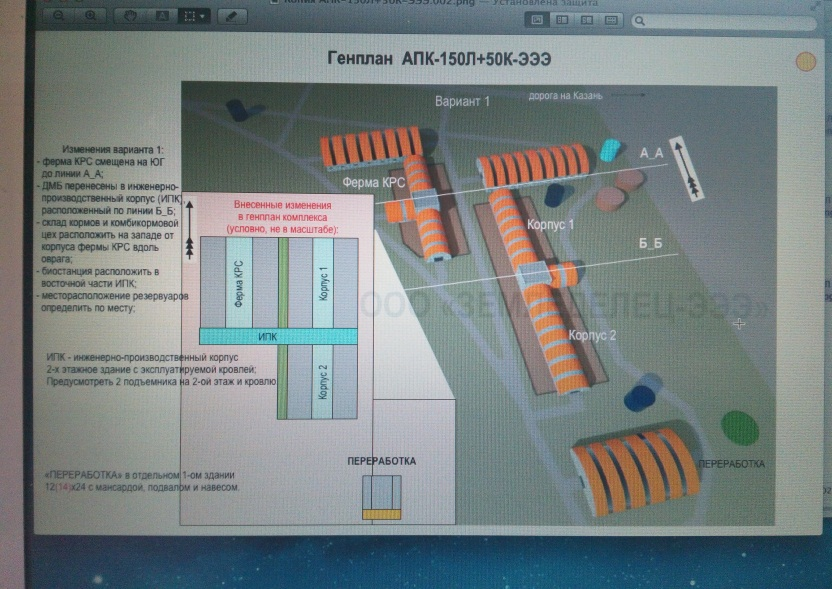 Генплан АПК-150Л+50К-ЭЭЭ
Вариант 1
дорога на Казань
Изменения варианта 1:
- ферма КРС смещена на ЮГ
до линии А_А;
- ДМБ перенесены в инженерно-
производственный корпус (ИПК),
расположенный по линии Б_Б;
- склад кормов и комбикормовой
цех расположить на западе от
корпуса фермы КРС вдоль
оврага;
- биостанция расположить в
восточной части ИПК;
- месторасположение резервуаров
определить по месту;
ИПК - инженерно-производственный корпус
2-х этажное здание с эксплуатируемой кровлей;
Предусмотреть 2 подъемника на 2-ой этаж и кровлю
«ПЕРЕРАБОТКА» в отдельном 1-ом здании
12(14)х24 с мансардой, подвалом и навесом.
Внесенные изменения
в генплан комплекса
(условно, не в масштабе):
Ферма КРС
Корпус 1
ИПК
Корпус 2
ПЕРЕРАБОТКА
Ферма КРС
А_А
Корпус 1
Б_Б
ООО «ЗЕМЛЕДЕЛЕЦ-ЭЭЭ»
Корпус 2
ПЕРЕРАБОТКА